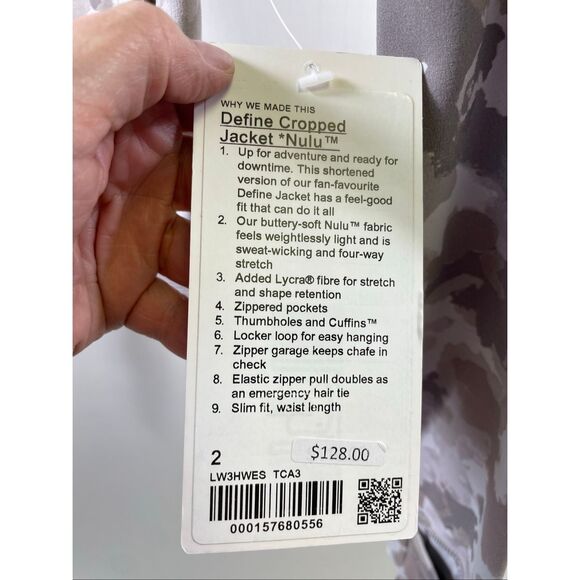 WHY WE MADE THIS
Define Cropped
Jacket *Nulu™
1. Up for adventure and ready for
downtime. This shortened
version of our fan-favourite
Define Jacket has a feel-good
fit that can do it all
2. Our buttery-soft Nulu™ fabric
feels weightlessly light and is
sweat-wicking and four-way
stretch
3. Added Lycra® fibre for stretch
and shape retention
4. Zippered pockets
5. Thumbholes and Cuffins™
6. Locker loop for easy hanging
7. Zipper garage keeps chafe in
check
8. Elastic zipper pull doubles as
an emergency hair tie
9. Slim fit, waist length
2 $128.00
LW3HWES TCA3
000157680556